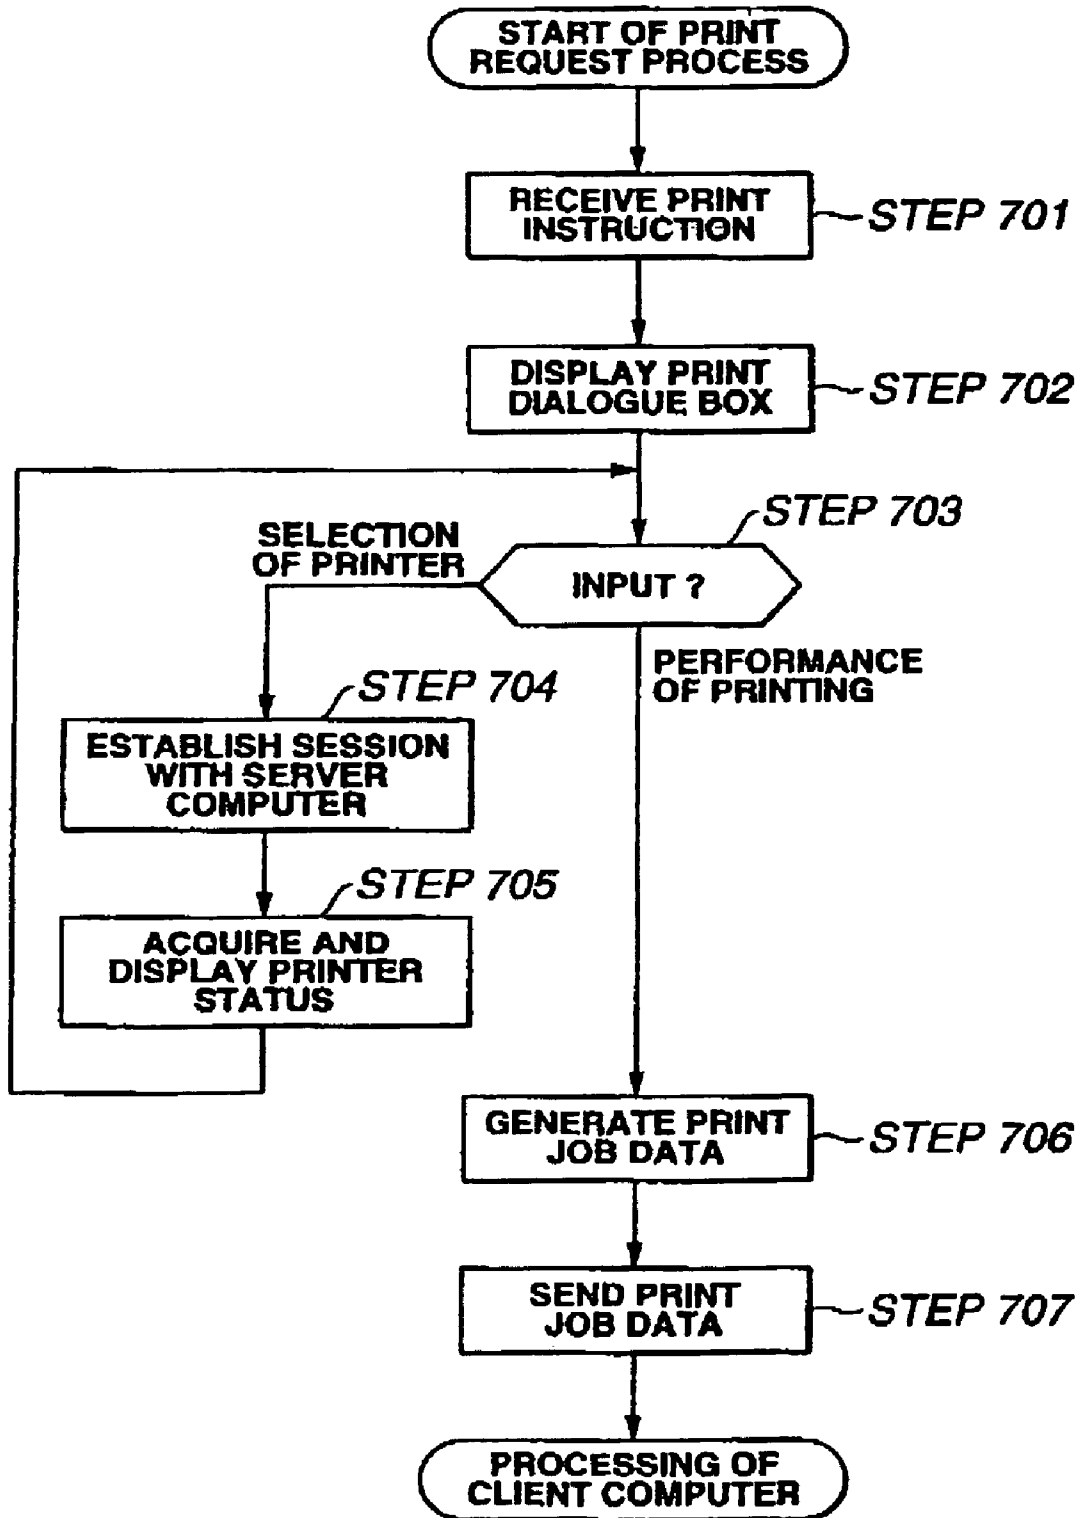 START OF PRINT
REQUEST PROCESS
RECEIVE PRINT
INSTRUCTION
STEP 701
DISPLAY PRINT
DIALOGUE BOX
STEP 702
STEP 703
SELECTION
OF PRINTER
INPUT ?
PERFORMANCE
OF PRINTING
STEP 704
ESTABLISH SESSION
WITH SERVER
COMPUTER
STEP 705
ACQUIRE AND
DISPLAY PRINTER
STATUS
GENERATE PRINT
JOB DATA
STEP 706
SEND PRINT
JOB DATA
STEP 707
PROCESSING OF
CLIENT COMPUTER